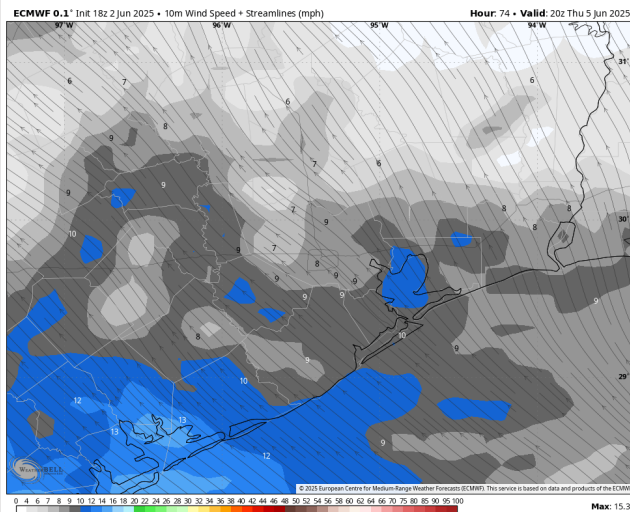 ECMWF 0.1° Init 18z 2 Jun 2025 • 10m Wind Speed + Streamlines (mph)
Hour: 74 • Valid: 20z Thu 5 Jun 2025
97°W 96°W 95°W 94°W
31°
6 7 6
6
9 8
7 6
9 9
7 9 8 8
30°
10 9 7 8
9 9 9
9 9 9
8 10
9 9
29°
10
12 13
13 9
12
WeatherBELL
© 2025 European Centre for Medium-Range Weather Forecasts (ECMWF). This service is based on data and products of the ECMWF
0 4 6 7 8 9 10 12 14 16 18 20 22 24 26 28 30 32 34 36 38 40 42 44 46 48 50 52 54 56 58 60 62 64 66 70 75 80 85 90 95 100
Max: 15.3